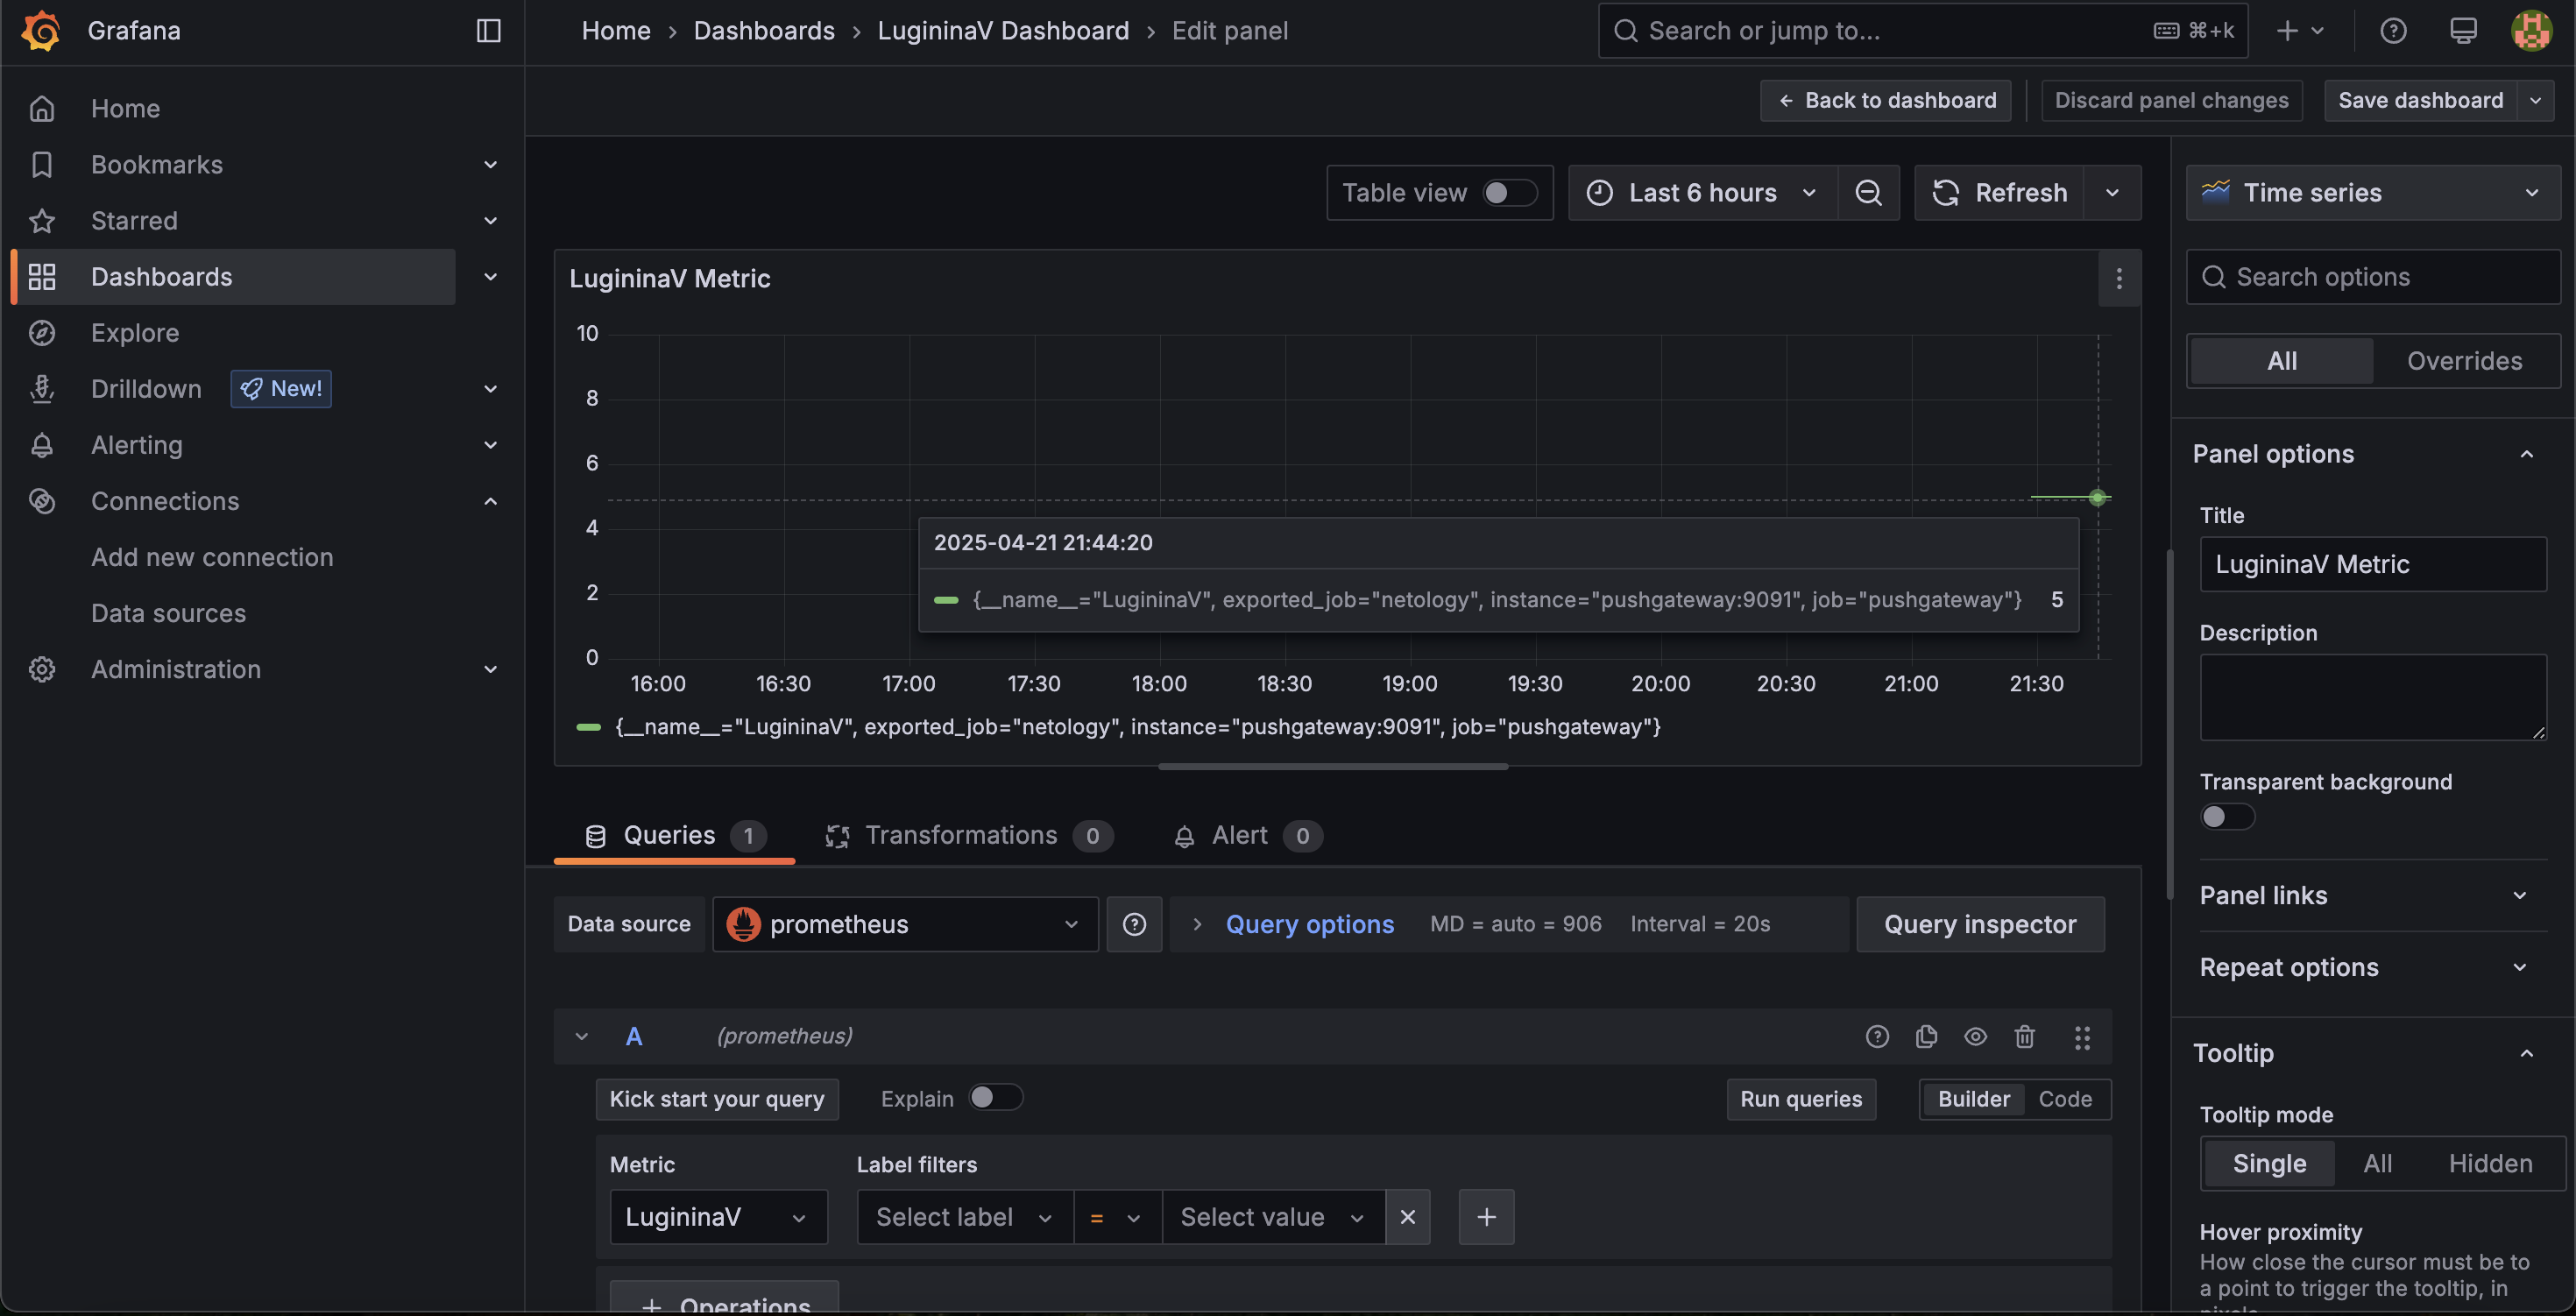 Grafana
Home › Dashboards › LugininaV Dashboard › Edit panel
Search or jump to... ⌘+k
Back to dashboard
Discard panel changes
Save dashboard
Home
Bookmarks
Starred
Dashboards
Explore
Drilldown New!
Alerting
Connections
Add new connection
Data sources
Administration
Table view
Last 6 hours
Refresh
LugininaV Metric
10
8
6
4
2
0
2025-04-21 21:44:20
{__name__="LugininaV", exported_job="netology", instance="pushgateway:9091", job="pushgateway"} 5
16:00 16:30 17:00 17:30 18:00 18:30 19:00 19:30 20:00 20:30 21:00 21:30
{__name__="LugininaV", exported_job="netology", instance="pushgateway:9091", job="pushgateway"}
Queries 1
Transformations 0
Alert 0
Data source
prometheus
Query options
MD = auto = 906
Interval = 20s
Query inspector
A (prometheus)
Kick start your query
Explain
Run queries
Builder
Code
Metric
Label filters
LugininaV
Select label
=
Select value
+ Operations
Time series
Search options
All
Overrides
Panel options
Title
LugininaV Metric
Description
Transparent background
Panel links
Repeat options
Tooltip
Tooltip mode
Single
All
Hidden
Hover proximity
How close the cursor must be to
a point to trigger the tooltip, in